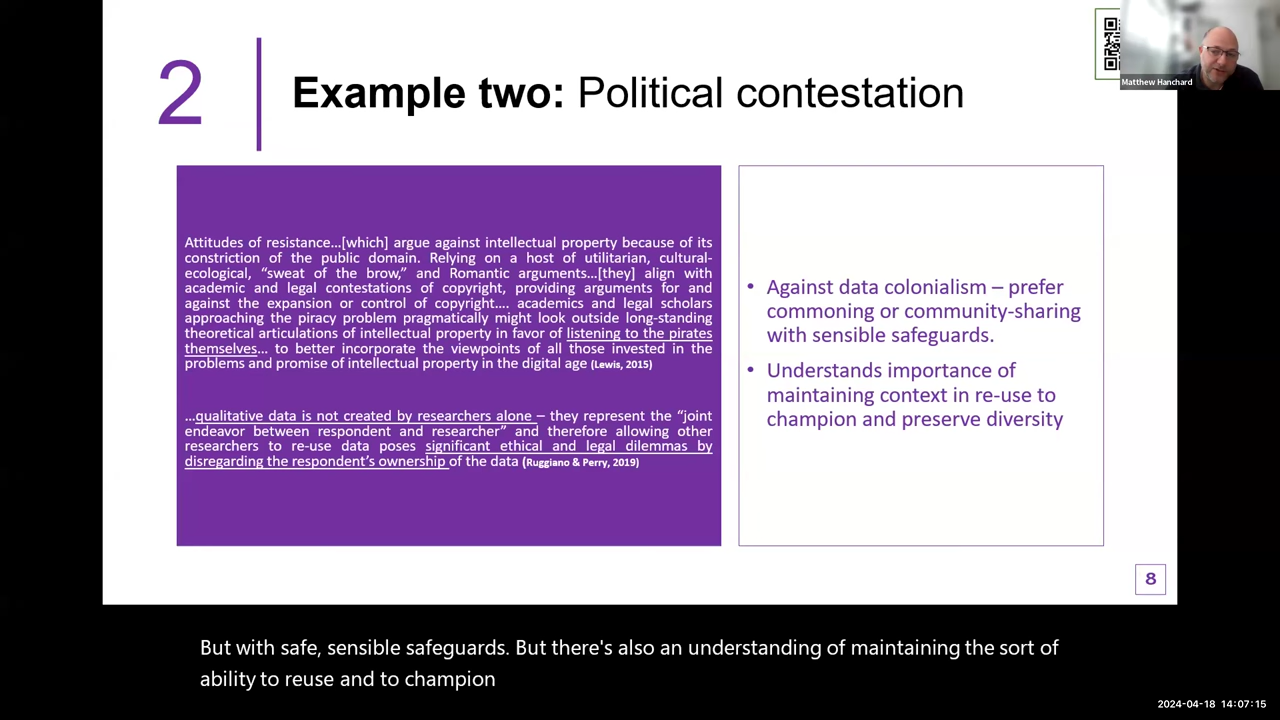 2
Example two: Political contestation
Matthew Hanchard
Attitudes of resistance...[which] argue against intellectual property because of its
constriction of the public domain. Relying on a host of utilitarian, cultural-
ecological, “sweat of the brow,” and Romantic arguments...[they] align with
academic and legal contestations of copyright, providing arguments for and
against the expansion or control of copyright.... academics and legal scholars
approaching the piracy problem pragmatically might look outside long-standing
theoretical articulations of intellectual property in favor of listening to the pirates
themselves... to better incorporate the viewpoints of all those invested in the
problems and promise of intellectual property in the digital age (Lewis, 2015)
...qualitative data is not created by researchers alone – they represent the “joint
endeavor between respondent and researcher” and therefore allowing other
researchers to re-use data poses significant ethical and legal dilemmas by
disregarding the respondent’s ownership of the data (Ruggiano & Perry, 2019)
• Against data colonialism – prefer
commoning or community-sharing
with sensible safeguards.
• Understands importance of
maintaining context in re-use to
champion and preserve diversity
8
But with safe, sensible safeguards. But there's also an understanding of maintaining the sort of
ability to reuse and to champion
2024-04-18 14:07:15